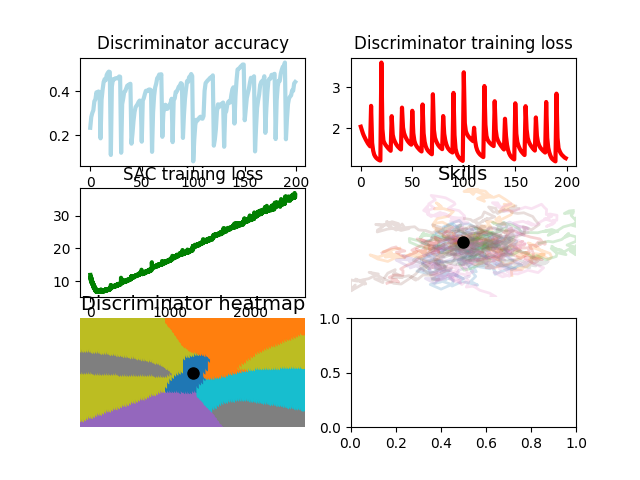 Discriminator accuracy
0.4
0.2
0 50 100 150 200
Discriminator training loss
3
2
0 50 100 150 200
SAC training loss
30
20
10
0 1000 2000
Skills
Discriminator heatmap
1.0
0.5
0.0
0.0 0.2 0.4 0.6 0.8 1.0